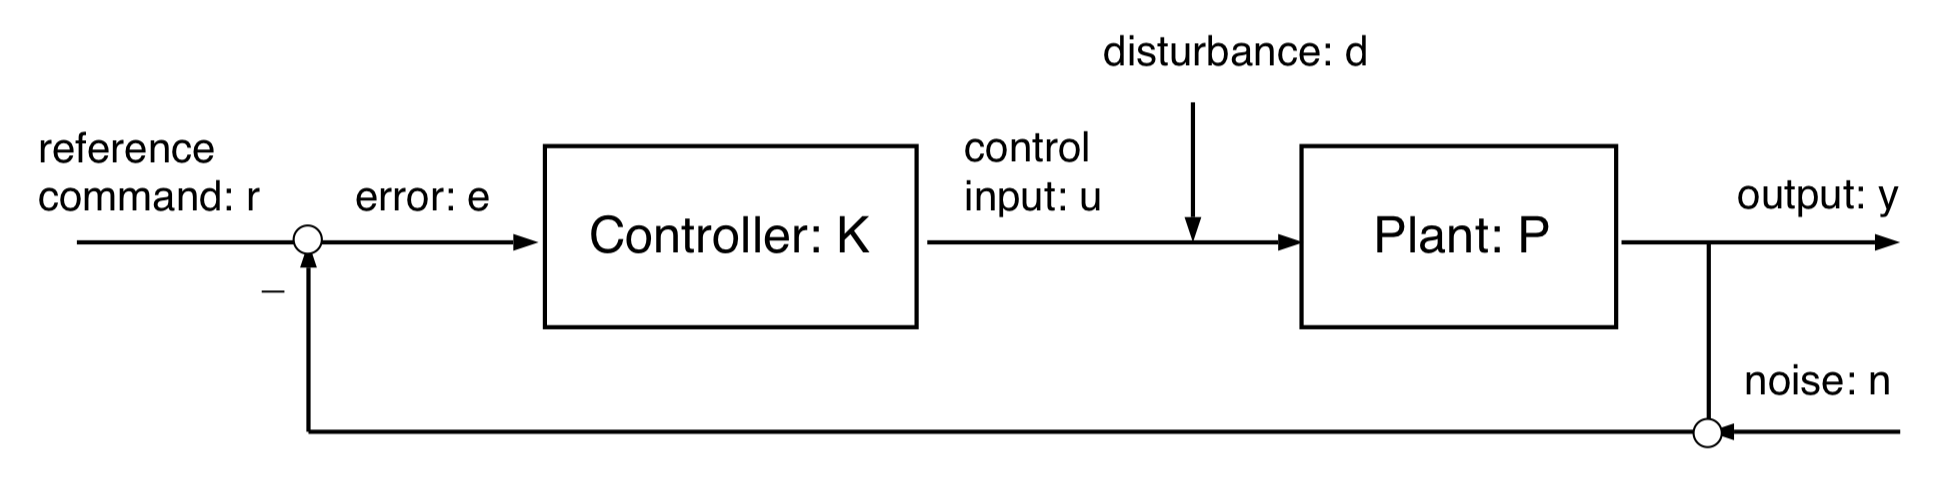 disturbance: d
reference
command: r
error: e
Controller: K
control
input: u
Plant: P
output: y
noise: n
−